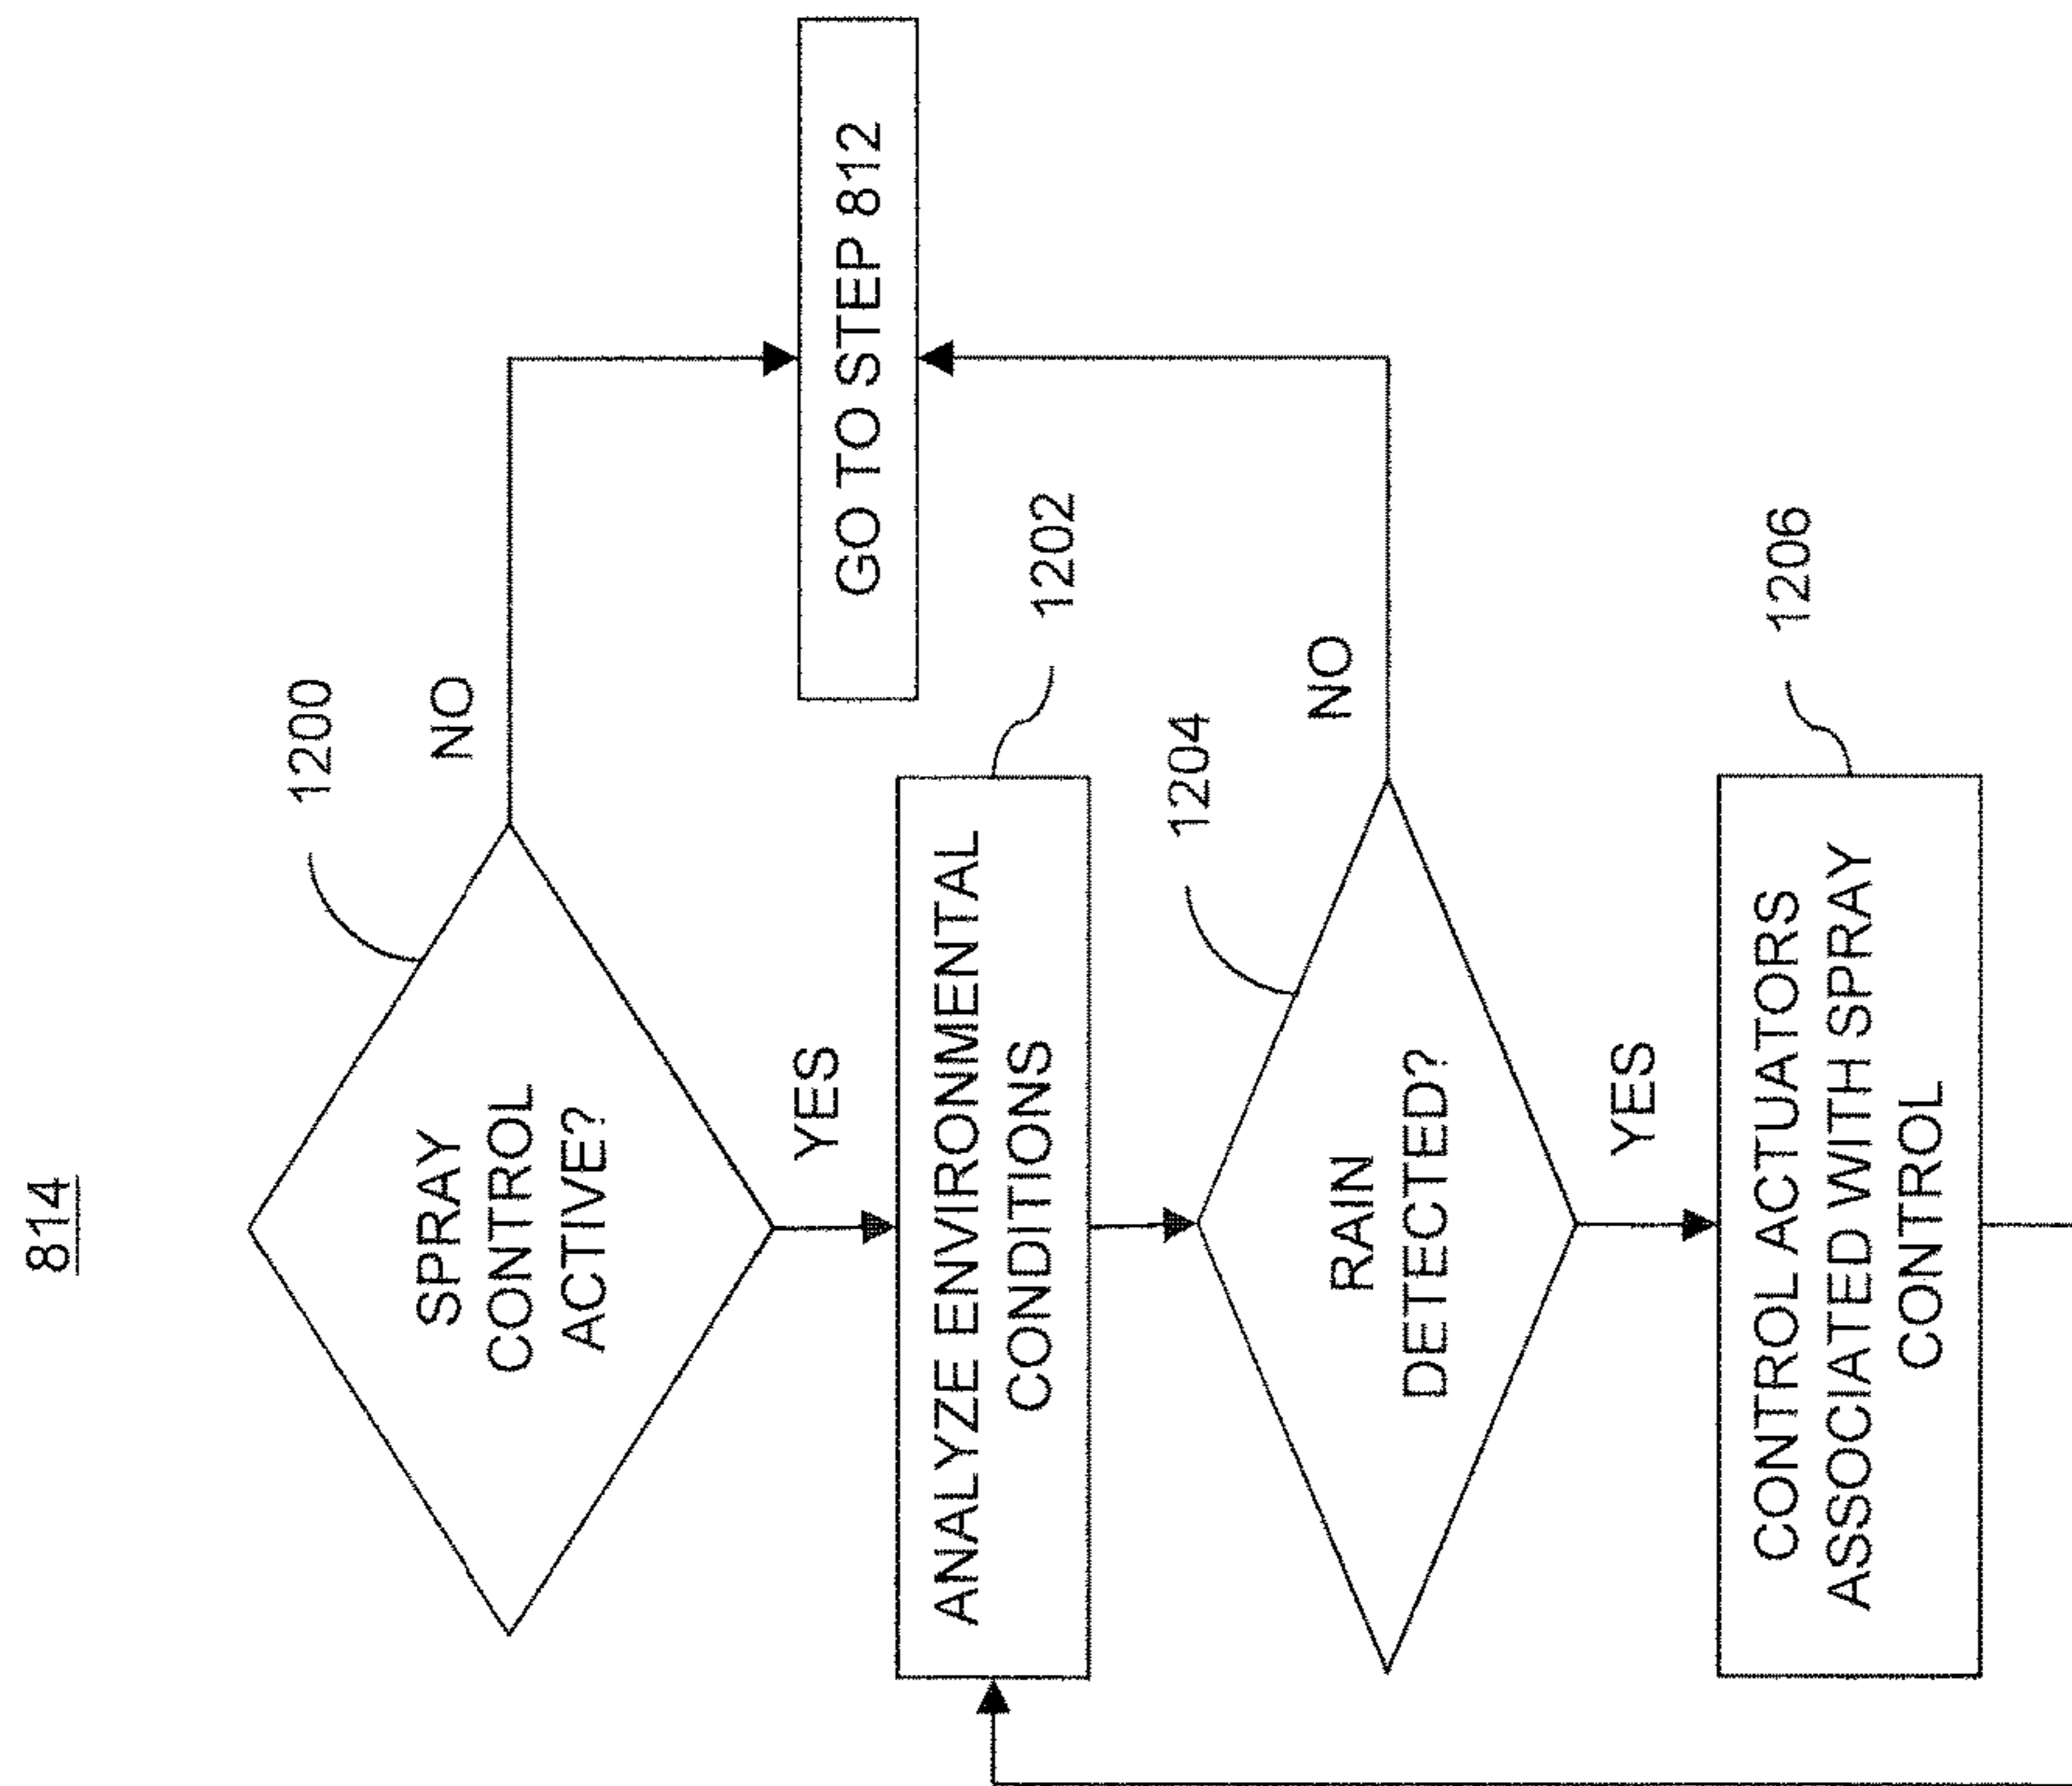 814
1200
SPRAY
CONTROL
ACTIVE?
NO
YES
GO TO STEP 812
1202
ANALYZE ENVIRONMENTAL
CONDITIONS
1204
RAIN
DETECTED?
NO
YES
1206
CONTROL ACTUATORS
ASSOCIATED WITH SPRAY
CONTROL